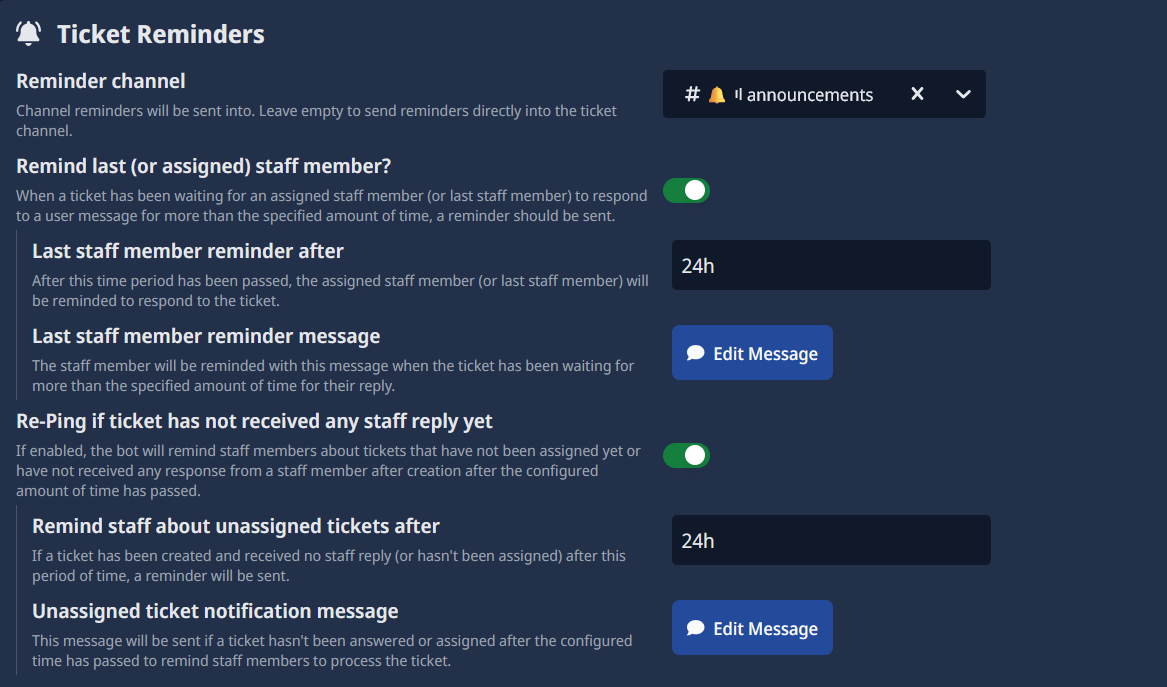 Ticket Reminders
Reminder channel
Channel reminders will be sent into. Leave empty to send reminders directly into the ticket
channel.
# 🔔 ॥ announcements
Remind last (or assigned) staff member?
When a ticket has been waiting for an assigned staff member (or last staff member) to respond
to a user message for more than the specified amount of time, a reminder should be sent.
Last staff member reminder after
After this time period has been passed, the assigned staff member (or last staff member) will
be reminded to respond to the ticket.
24h
Last staff member reminder message
The staff member will be reminded with this message when the ticket has been waiting for
more than the specified amount of time for their reply.
Edit Message
Re-Ping if ticket has not received any staff reply yet
If enabled, the bot will remind staff members about tickets that have not been assigned yet or
have not received any response from a staff member after creation after the configured
amount of time has passed.
Remind staff about unassigned tickets after
If a ticket has been created and received no staff reply (or hasn't been assigned) after this
period of time, a reminder will be sent.
24h
Unassigned ticket notification message
This message will be sent if a ticket hasn't been answered or assigned after the configured
time has passed to remind staff members to process the ticket.
Edit Message